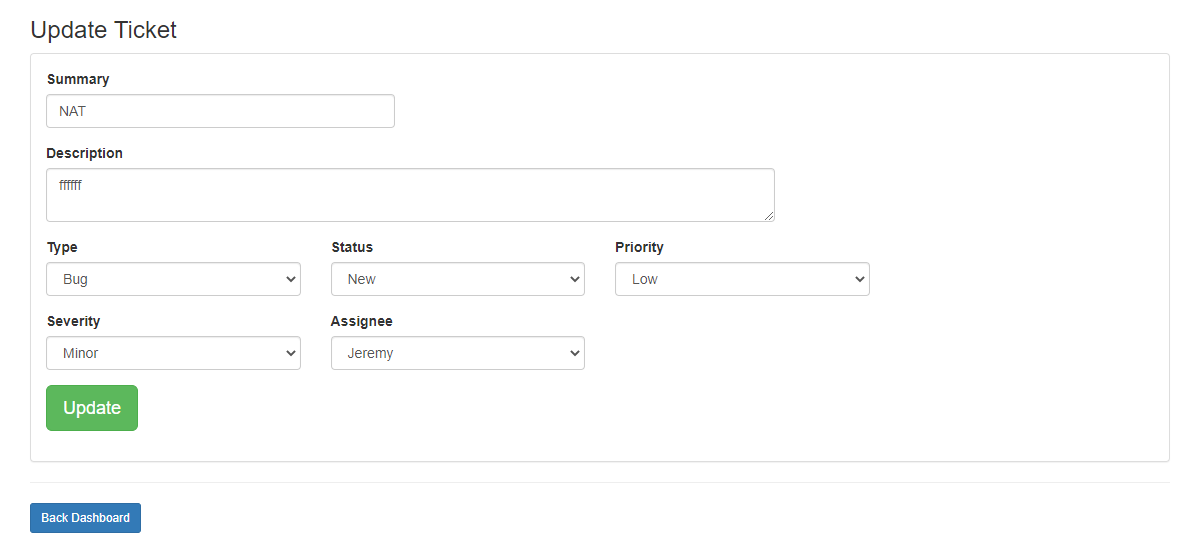 Update Ticket
Summary
NAT
Description
ffffff
Type Status Priority
Bug New Low
Severity Assignee
Minor Jeremy
Update
Back Dashboard